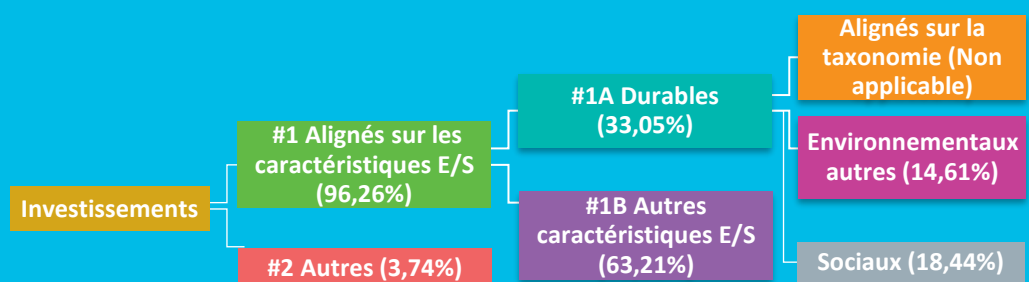 Investissements
#1 Alignés sur les
caractéristiques E/S
(96,26%)
#2 Autres (3,74%)
#1A Durables
(33,05%)
#1B Autres
caractéristiques E/S
(63,21%)
Alignés sur la
taxonomie (Non
applicable)
Environnementaux
autres (14,61%)
Sociaux (18,44%)